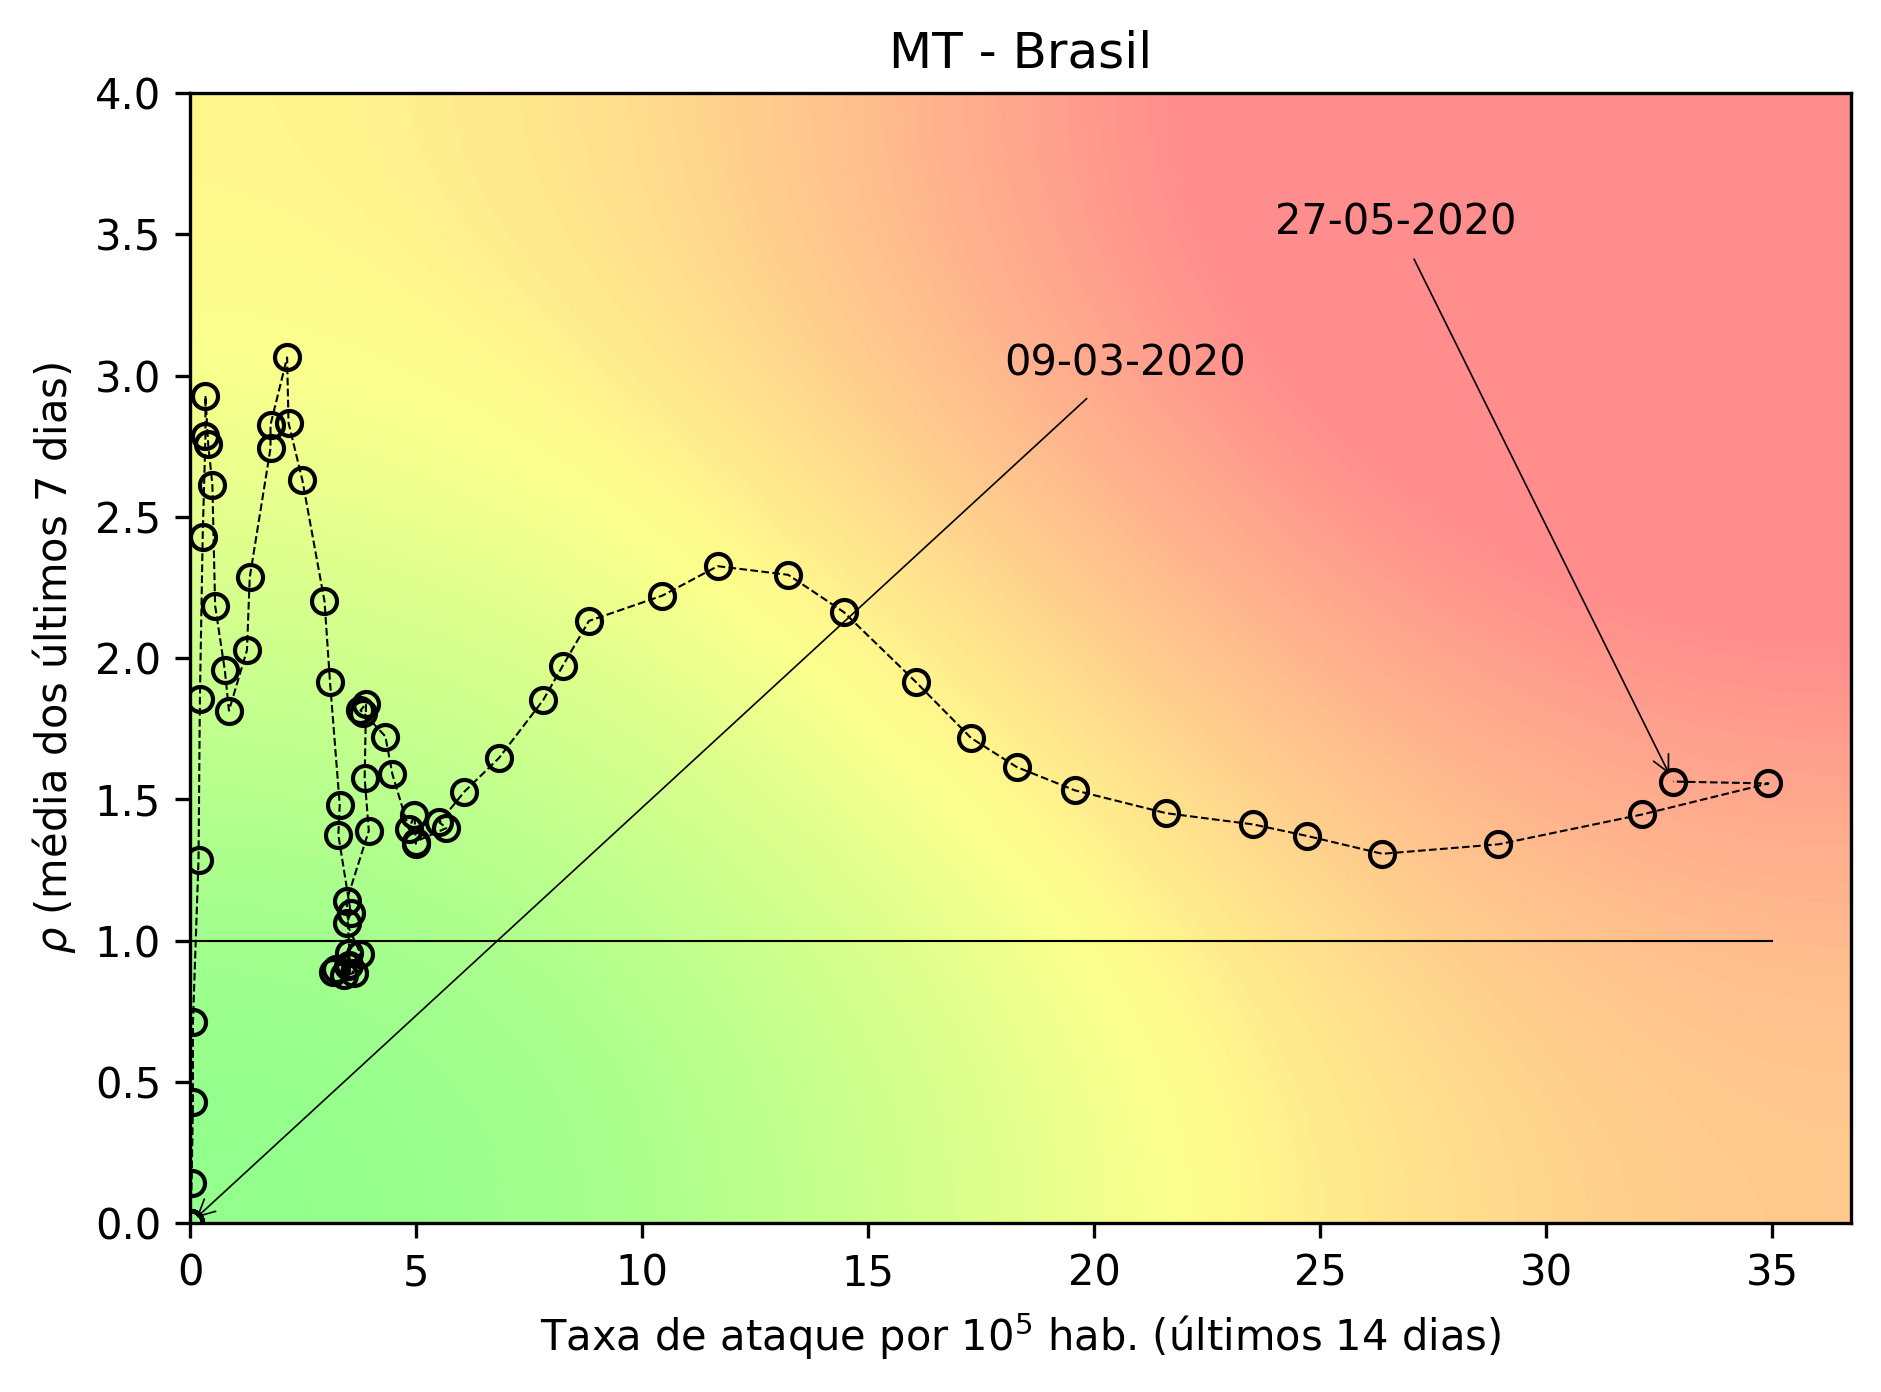 MT - Brasil
4.0
3.5
3.0
2.5
2.0
1.5
1.0
0.5
0.0
ρ (média dos últimos 7 dias)
27-05-2020
09-03-2020
0 5 10 15 20 25 30 35
Taxa de ataque por 10⁵ hab. (últimos 14 dias)